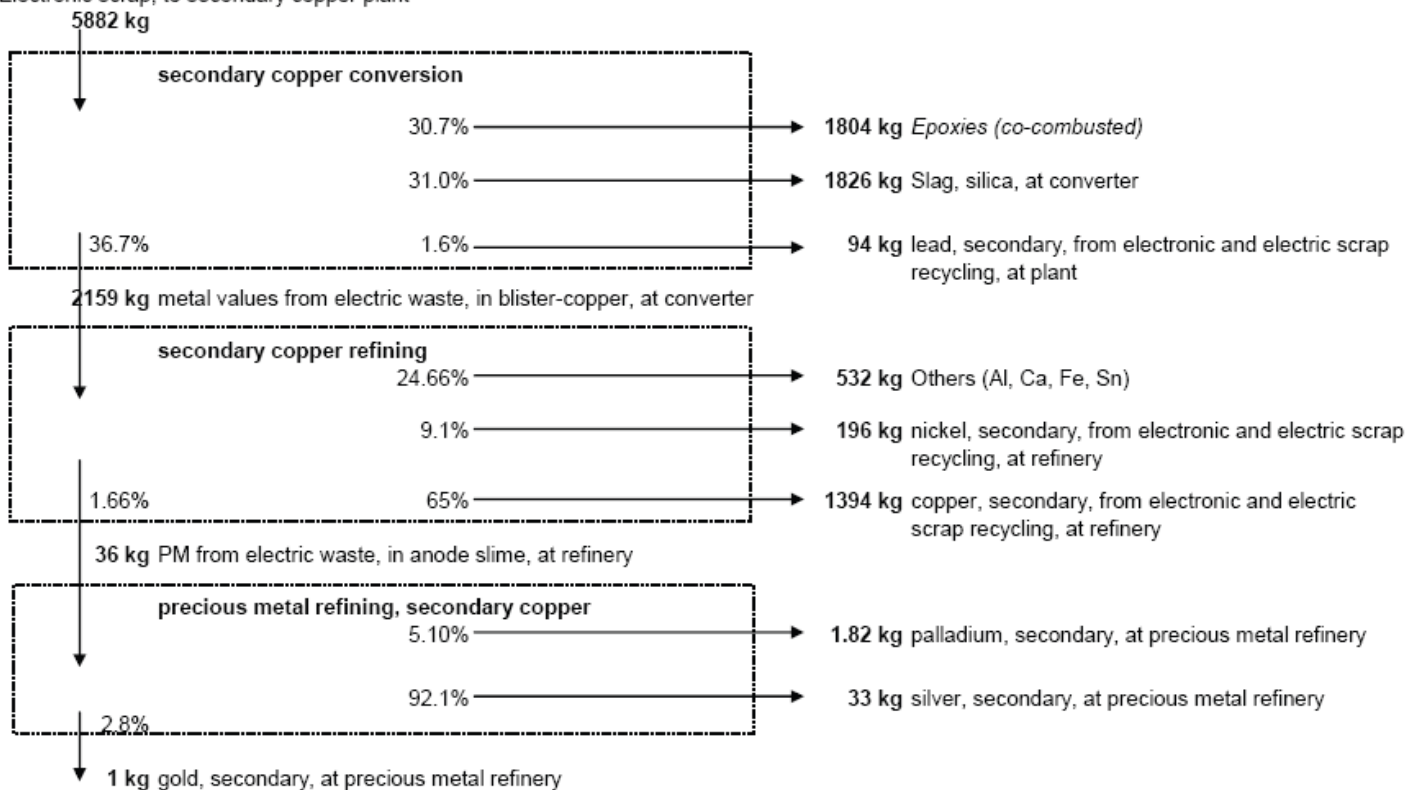 Electronic scrap, to secondary copper plant
5882 kg
secondary copper conversion
30.7%
1804 kg Epoxies (co-combusted)
31.0%
1826 kg Slag, silica, at converter
36.7%
1.6%
94 kg lead, secondary, from electronic and electric scrap
recycling, at plant
2159 kg metal values from electric waste, in blister-copper, at converter
secondary copper refining
24.66%
532 kg Others (Al, Ca, Fe, Sn)
9.1%
196 kg nickel, secondary, from electronic and electric scrap
recycling, at refinery
1.66%
65%
1394 kg copper, secondary, from electronic and electric
scrap recycling, at refinery
36 kg PM from electric waste, in anode slime, at refinery
precious metal refining, secondary copper
5.10%
1.82 kg palladium, secondary, at precious metal refinery
92.1%
33 kg silver, secondary, at precious metal refinery
2.8%
1 kg gold, secondary, at precious metal refinery